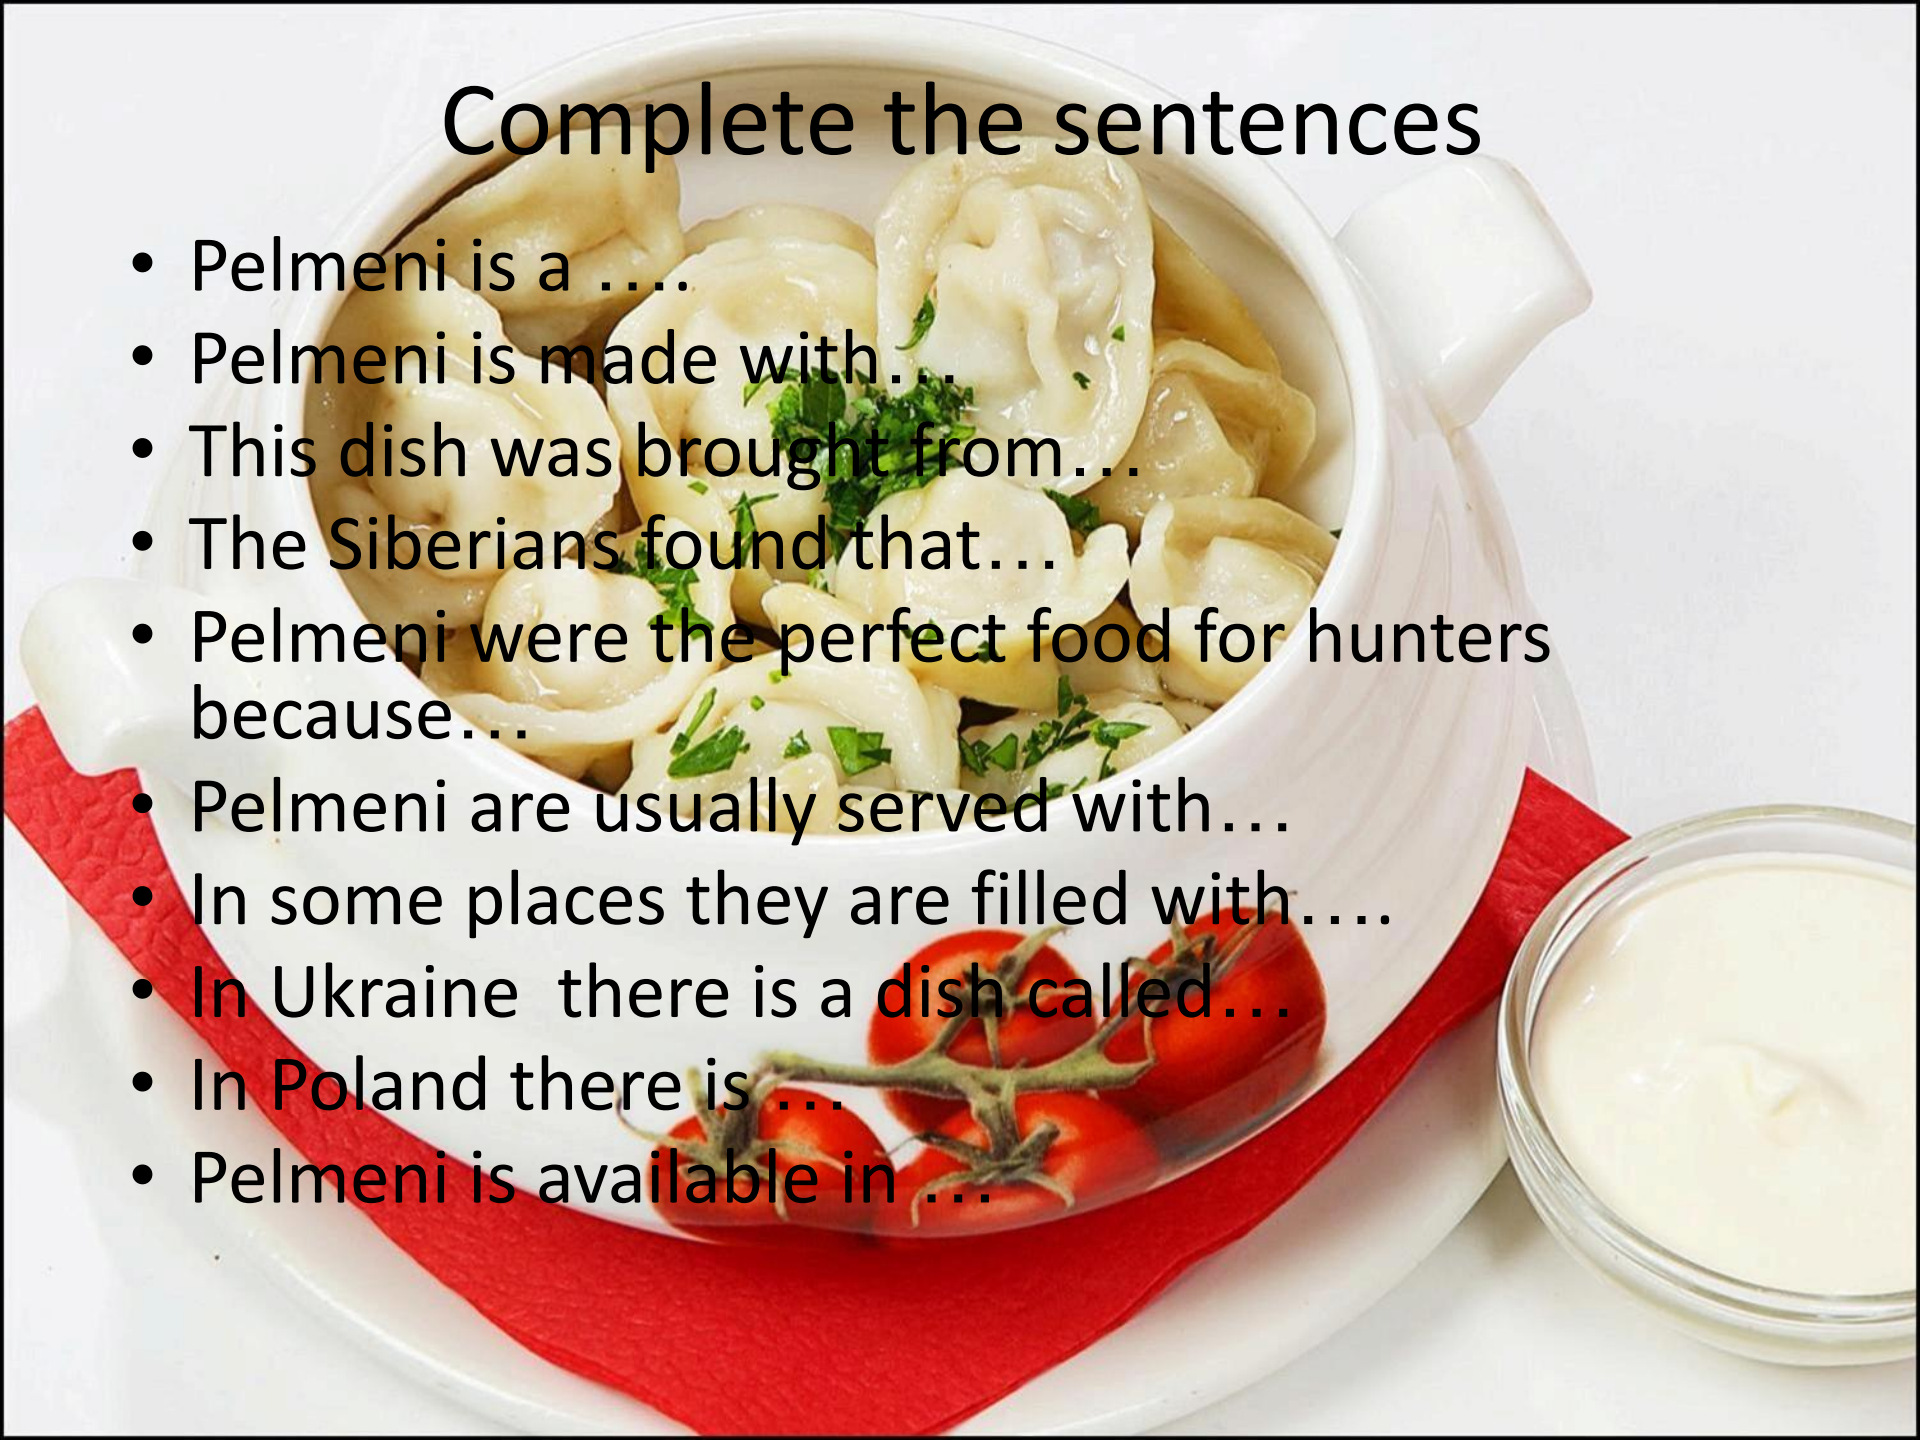 Complete the sentences
• Pelmeni is a ….
• Pelmeni is made with…
• This dish was brought from…
• The Siberians found that…
• Pelmeni were the perfect food for hunters
because…
• Pelmeni are usually served with…
• In some places they are filled with….
• In Ukraine  there is a dish called…
• In Poland there is …
• Pelmeni is available in …